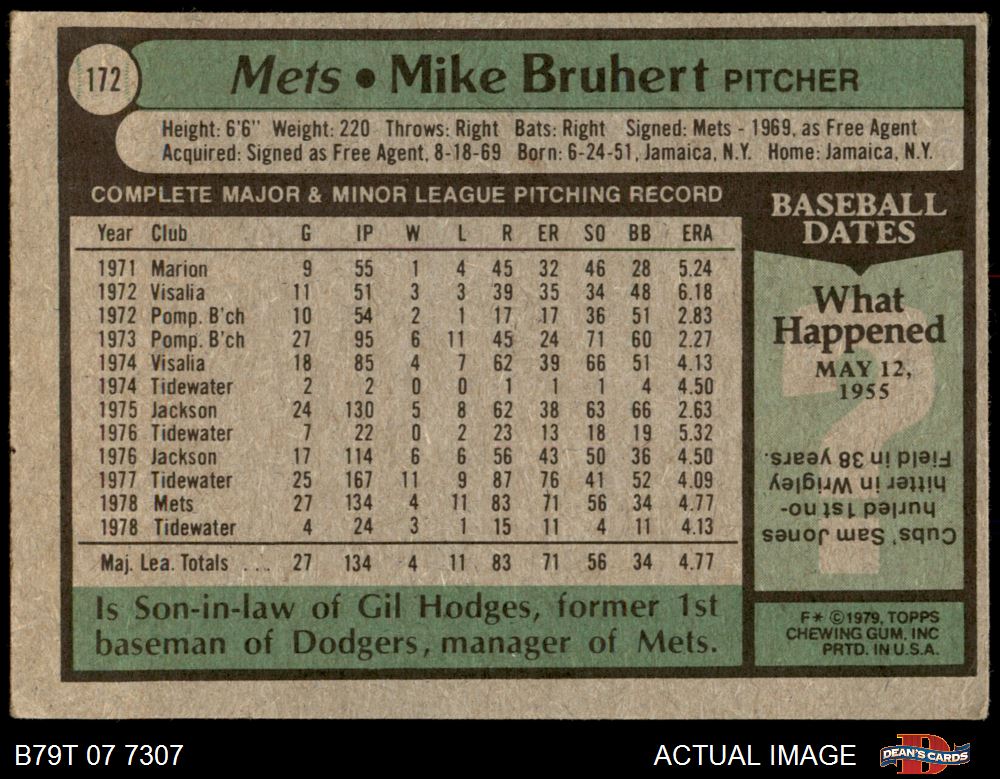 172
Mets • Mike Bruhert PITCHER
Height: 6'6" Weight: 220 Throws: Right Bats: Right Signed: Mets - 1969, as Free Agent
Acquired: Signed as Free Agent, 8-18-69 Born: 6-24-51, Jamaica, N.Y. Home: Jamaica, N.Y.
COMPLETE MAJOR & MINOR LEAGUE PITCHING RECORD
Year Club G IP W L R ER SO BB ERA
1971 Marion 9 55 1 4 45 32 46 28 5.24
1972 Visalia 11 51 3 3 39 35 34 48 6.18
1972 Pomp. B'ch 10 54 2 1 17 17 36 51 2.83
1973 Pomp. B'ch 27 95 6 11 45 24 71 60 2.27
1974 Visalia 18 85 4 7 62 39 66 51 4.13
1974 Tidewater 2 2 0 0 1 1 1 4 4.50
1975 Jackson 24 130 5 8 62 38 63 66 2.63
1976 Tidewater 7 22 0 2 23 13 18 19 5.32
1976 Jackson 17 114 6 6 56 43 50 36 4.50
1977 Tidewater 25 167 11 9 87 76 41 52 4.09
1978 Mets 27 134 4 11 83 71 56 34 4.77
1978 Tidewater 4 24 3 1 15 11 4 11 4.13
Maj. Lea. Totals ... 27 134 4 11 83 71 56 34 4.77
Is Son-in-law of Gil Hodges, former 1st
baseman of Dodgers, manager of Mets.
BASEBALL
DATES
What
Happened
MAY 12,
1955
?
Cubs' Sam Jones
hurled 1st no-
hitter in Wrigley
Field in 38 years.
F* ©1979, TOPPS
CHEWING GUM, INC
PRTD. IN U.S.A.
B79T 07 7307
ACTUAL IMAGE
D
DEAN'S CARDS